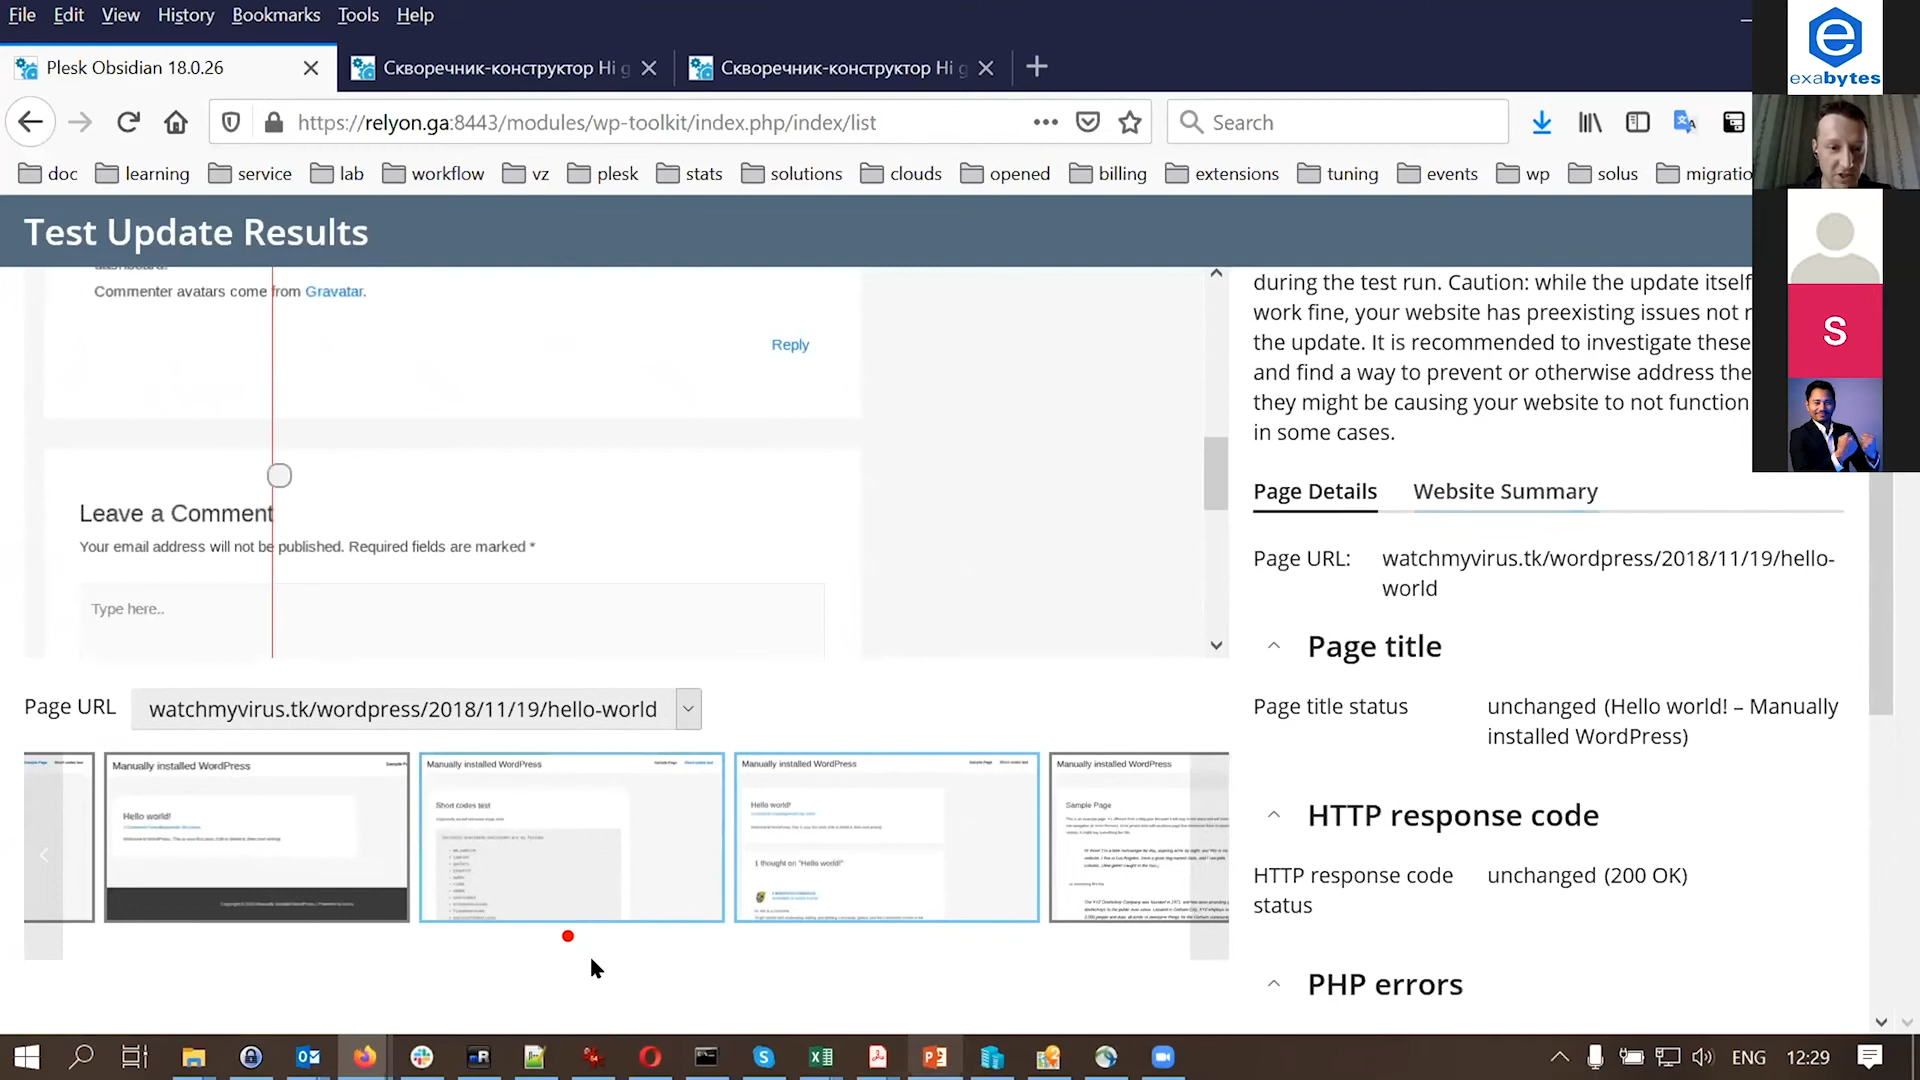 File Edit View History Bookmarks Tools Help
Plesk Obsidian 18.0.26
Скворечник-конструктор Hi g
Скворечник-конструктор Hi g
https://relyon.ga:8443/modules/wp-toolkit/index.php/index/list
Search
doc learning service lab workflow vz plesk stats solutions clouds opened billing extensions tuning events wp solus migratio
e
exabytes
S
Test Update Results
Commenter avatars come from Gravatar.
Reply
Leave a Comment
Your email address will not be published. Required fields are marked *
Type here..
Page URL
watchmyvirus.tk/wordpress/2018/11/19/hello-world
Manually installed WordPress
Hello world!
Manually installed WordPress
Short codes test
Manually installed WordPress
Hello world!
1 thought on "Hello world!"
Manually installed WordPress
Sample Page
during the test run. Caution: while the update itself
work fine, your website has preexisting issues not r
the update. It is recommended to investigate these
and find a way to prevent or otherwise address the
they might be causing your website to not function
in some cases.
Page Details Website Summary
Page URL: watchmyvirus.tk/wordpress/2018/11/19/hello-
world
Page title
Page title status unchanged (Hello world! – Manually
installed WordPress)
HTTP response code
HTTP response code unchanged (200 OK)
status
PHP errors
ENG 12:29